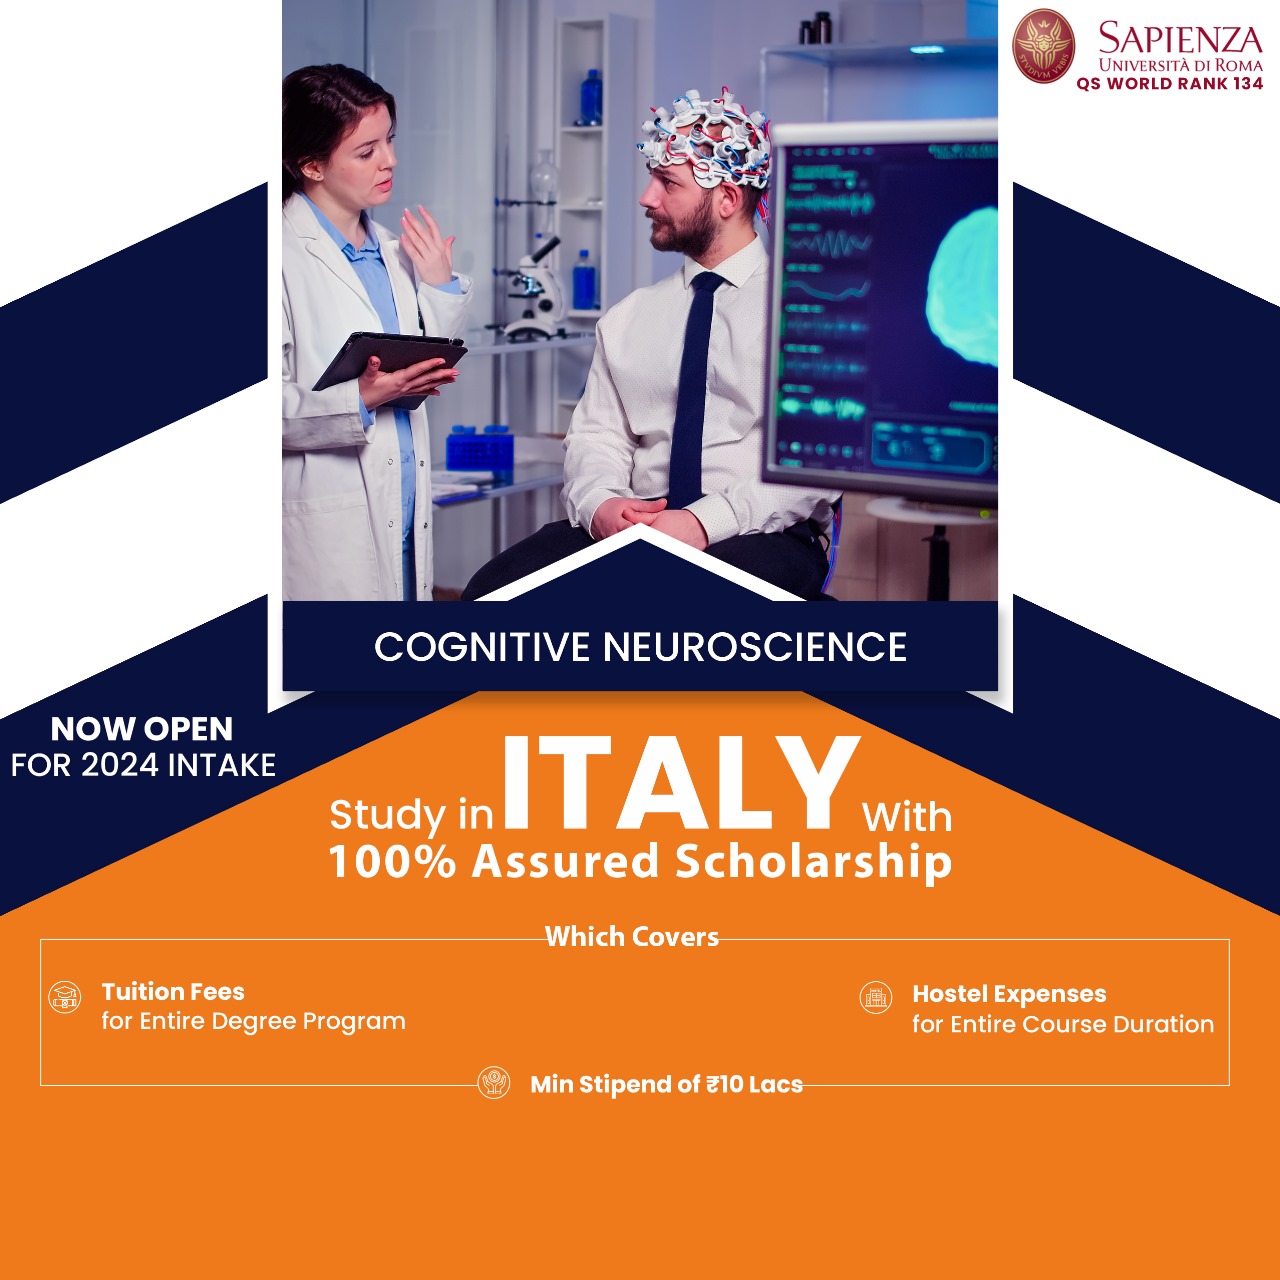 SAPIENZA
UNIVERSITÀ DI ROMA
QS WORLD RANK 134
STVDIVM VRBIS
COGNITIVE NEUROSCIENCE
NOW OPEN
FOR 2024 INTAKE
Study in ITALY With
100% Assured Scholarship
Which Covers
Tuition Fees
for Entire Degree Program
Hostel Expenses
for Entire Course Duration
Min Stipend of ₹10 Lacs